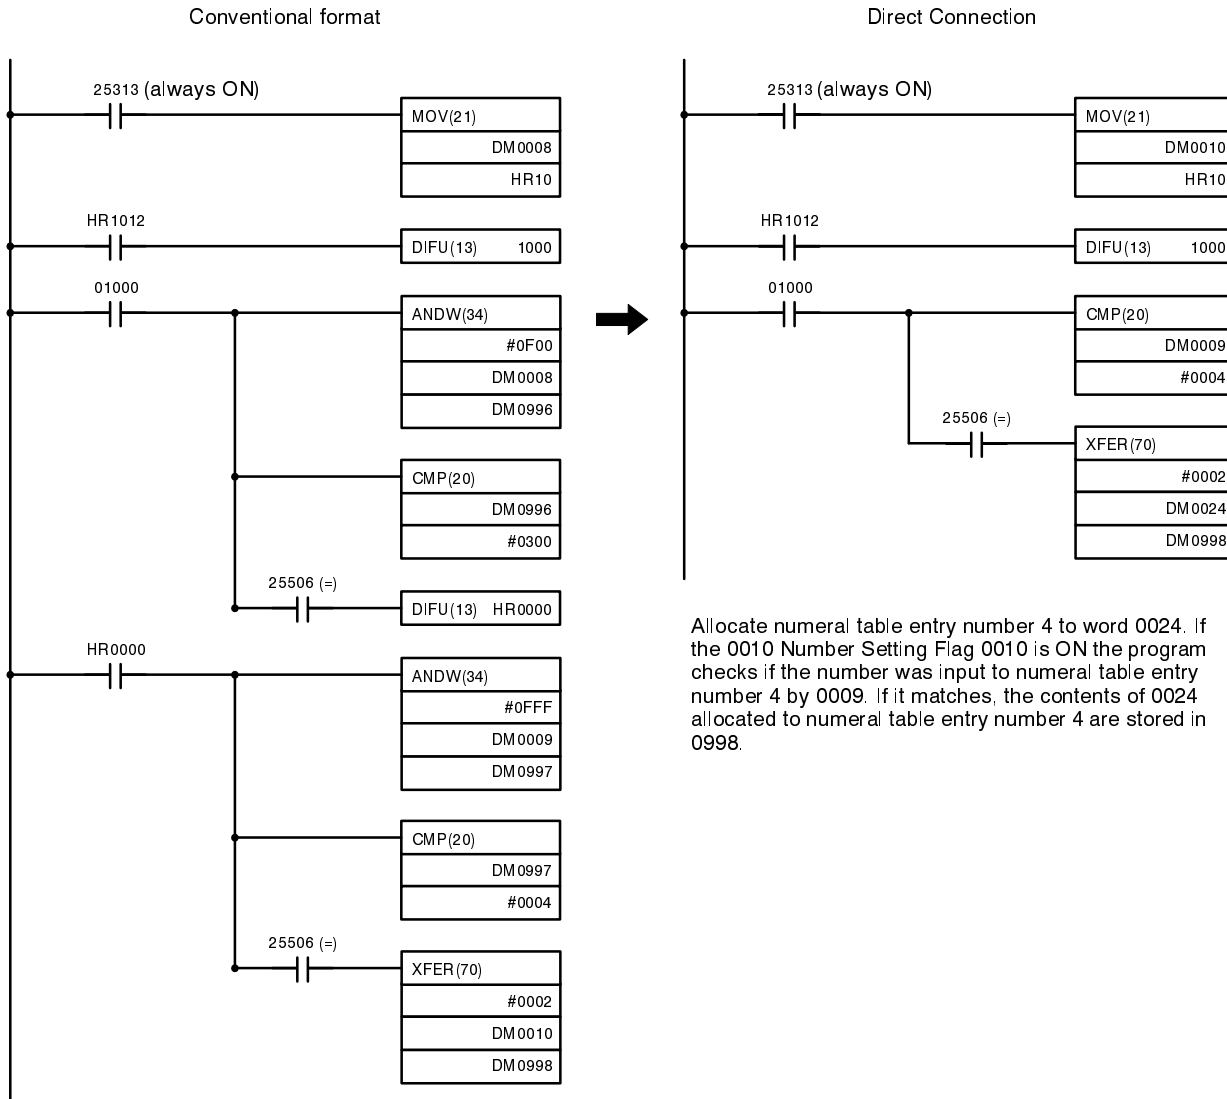 Conventional format
25313 (always ON)
MOV(21)
DM0008
HR10
HR1012
DIFU(13) 1000
01000
ANDW(34)
#0F00
DM0008
DM0996
CMP(20)
DM0996
#0300
25506 (=)
DIFU(13) HR0000
HR0000
ANDW(34)
#0FFF
DM0009
DM0997
CMP(20)
DM0997
#0004
25506 (=)
XFER(70)
#0002
DM0010
DM0998
Direct Connection
25313 (always ON)
MOV(21)
DM0010
HR10
HR1012
DIFU(13) 1000
01000
CMP(20)
DM0009
#0004
25506 (=)
XFER(70)
#0002
DM0024
DM0998
Allocate numeral table entry number 4 to word 0024. If
the 0010 Number Setting Flag 0010 is ON the program
checks if the number was input to numeral table entry
number 4 by 0009. If it matches, the contents of 0024
allocated to numeral table entry number 4 are stored in
0998.